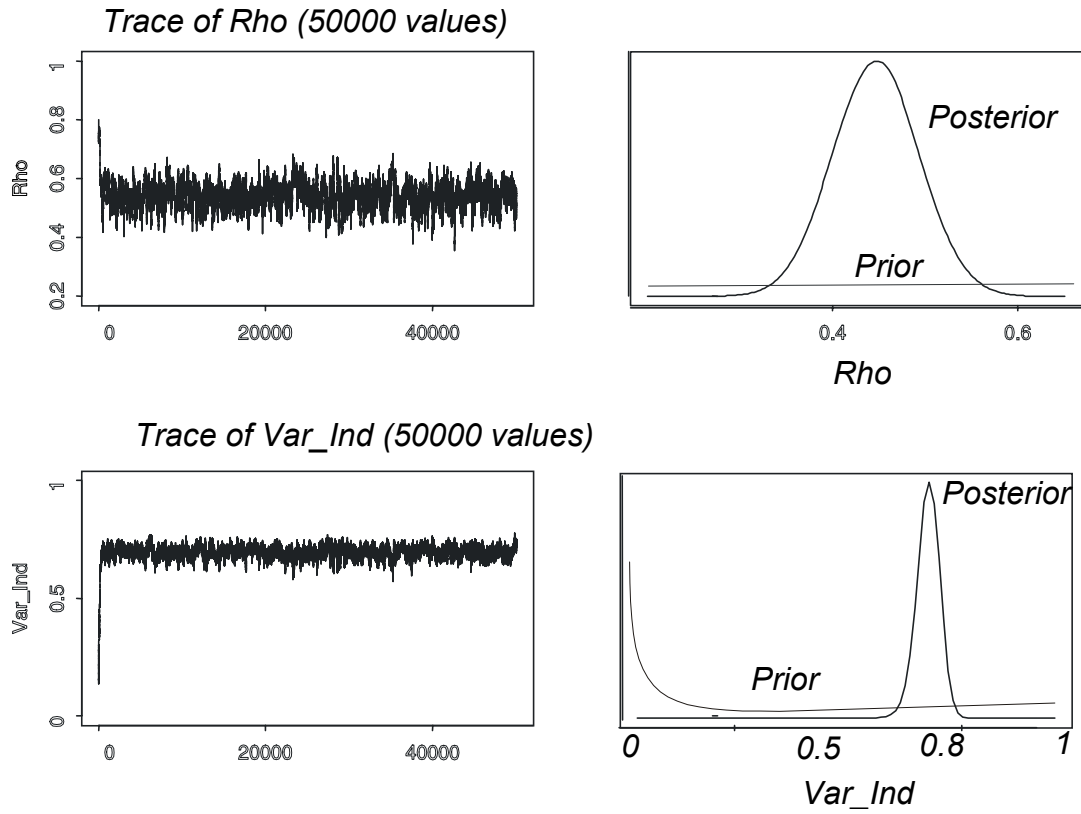 Trace of Rho (50000 values)
1
0.8
0.6
0.4
0.2
Rho
0
20000
40000
Posterior
Prior
0.4
0.6
Rho
Trace of Var_Ind (50000 values)
1
0.5
0
Var_Ind
0
20000
40000
Posterior
Prior
0
0.5
0.8
1
Var_Ind